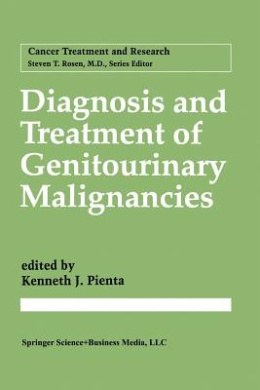 Cancer Treatment and Research
Steven T. Rosen, M.D., Series Editor
Diagnosis and
Treatment of
Genitourinary
Malignancies
edited by
Kenneth J. Pienta
Springer Science+Business Media, LLC